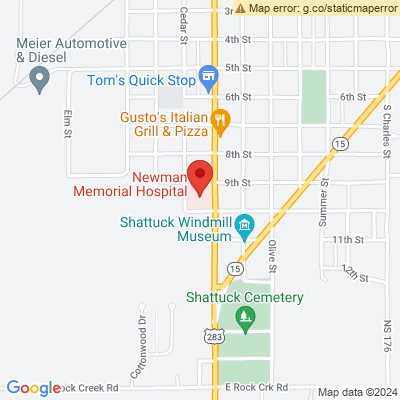 Map error: g.co/staticmaperror
3rd
Cedar St
4th St
Meier Automotive
& Diesel
5th St
Tom's Quick Stop
6th St
6th St
Elm St
Gusto's Italian
Grill & Pizza
S Charles St
8th St
15
Newman
Memorial Hospital
9th St
Summer St
Shattuck Windmill
Museum
11th St
Olive St
15
12th St
Shattuck Cemetery
Cottonwood Dr
283
NS 176
Google
E Rock Creek Rd
E Rock Crk Rd
Map data ©2024